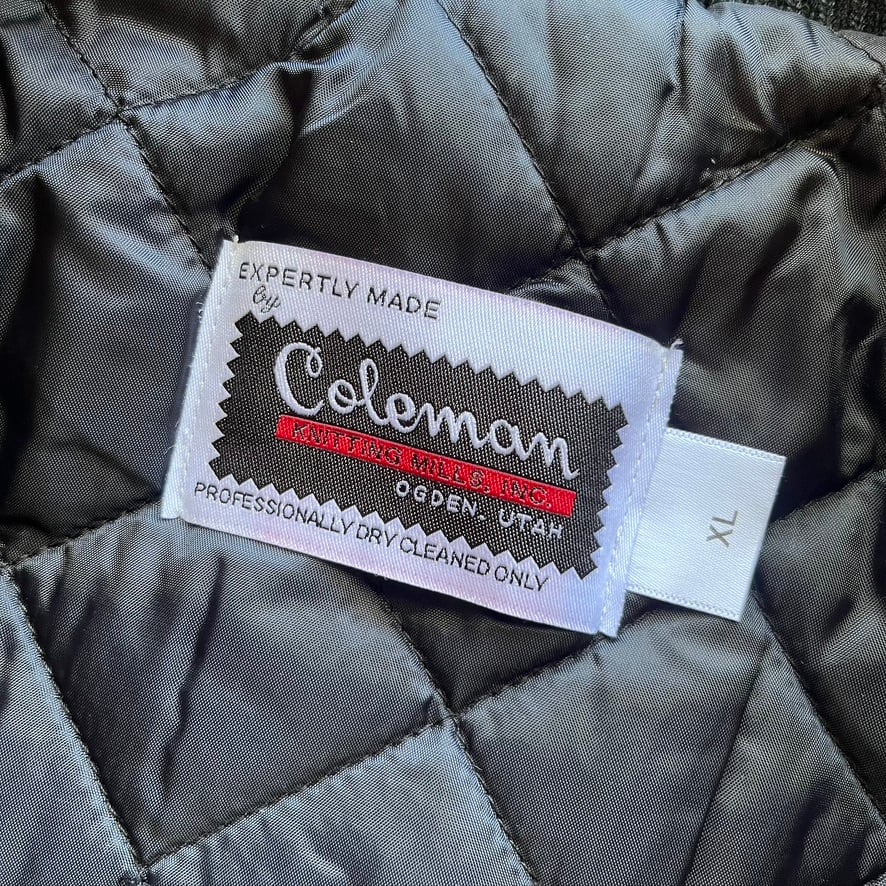 EXPERTLY MADE
by
Coleman
KNITTING MILLS, INC.
OGDEN, UTAH
PROFESSIONALLY DRY CLEANED ONLY
XL